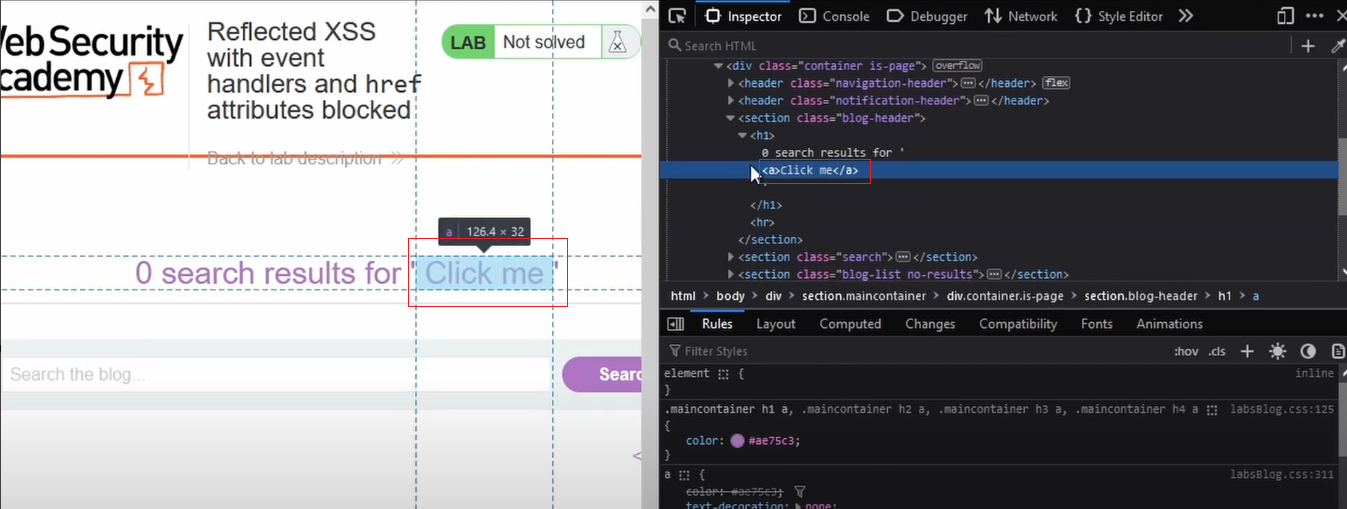 Web Security
Academy
Reflected XSS
with event
handlers and href
attributes blocked
Back to lab description
LAB Not solved
a 126.4 × 32
0 search results for ' Click me '
Search the blog...
<
Inspector Console Debugger Network {} Style Editor
Search HTML
<div class="container is-page"> overflow
<header class="navigation-header"> </header> flex
<header class="notification-header"> </header>
<section class="blog-header">
<h1>
0 search results for '
<a>Click me</a>
'
</h1>
<hr>
</section>
<section class="search"> </section>
<section class="blog-list no-results"> </section>
html > body > div > section.maincontainer > div.container.is-page > section.blog-header > h1 > a
Rules Layout Computed Changes Compatibility Fonts Animations
Filter Styles :hov .cls +
element { inline
}
.maincontainer h1 a, .maincontainer h2 a, .maincontainer h3 a, .maincontainer h4 a labsBlog.css:125
{
color: #ae75c3;
}
a { labsBlog.css:311
color: #ae75c3;
text-decoration: none;